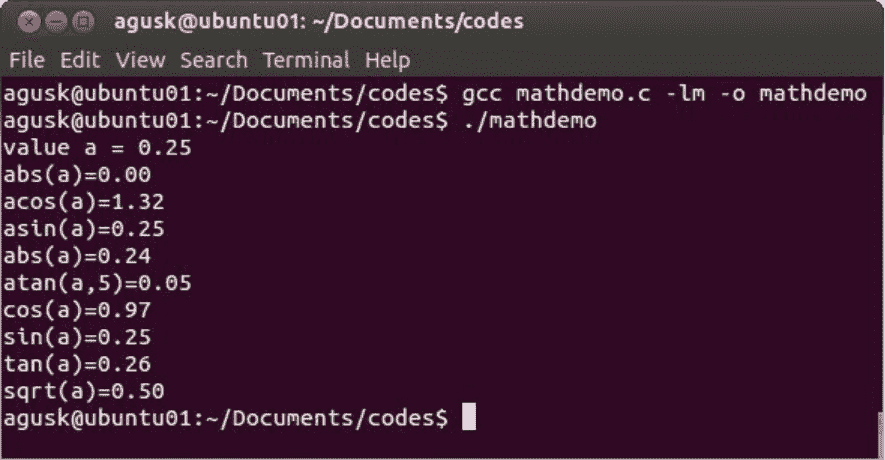 agusk@ubuntu01: ~/Documents/codes
File Edit View Search Terminal Help
agusk@ubuntu01:~/Documents/codes$ gcc mathdemo.c -lm -o mathdemo
agusk@ubuntu01:~/Documents/codes$ ./mathdemo
value a = 0.25
abs(a)=0.00
acos(a)=1.32
asin(a)=0.25
abs(a)=0.24
atan(a,5)=0.05
cos(a)=0.97
sin(a)=0.25
tan(a)=0.26
sqrt(a)=0.50
agusk@ubuntu01:~/Documents/codes$